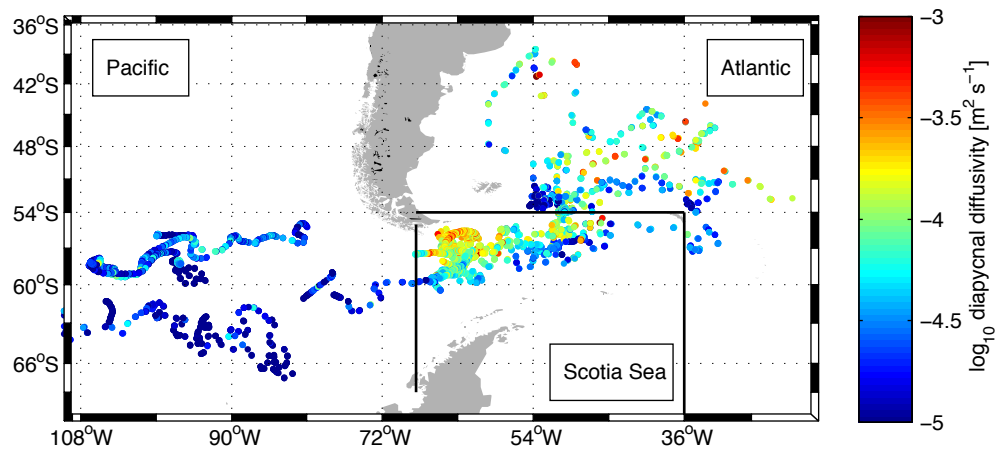 36°S
42°S
48°S
54°S
60°S
66°S
108°W
90°W
72°W
54°W
36°W
Pacific
Atlantic
Scotia Sea
−3
−3.5
−4
−4.5
−5
log₁₀ diapycnal diffusivity [m² s⁻¹]